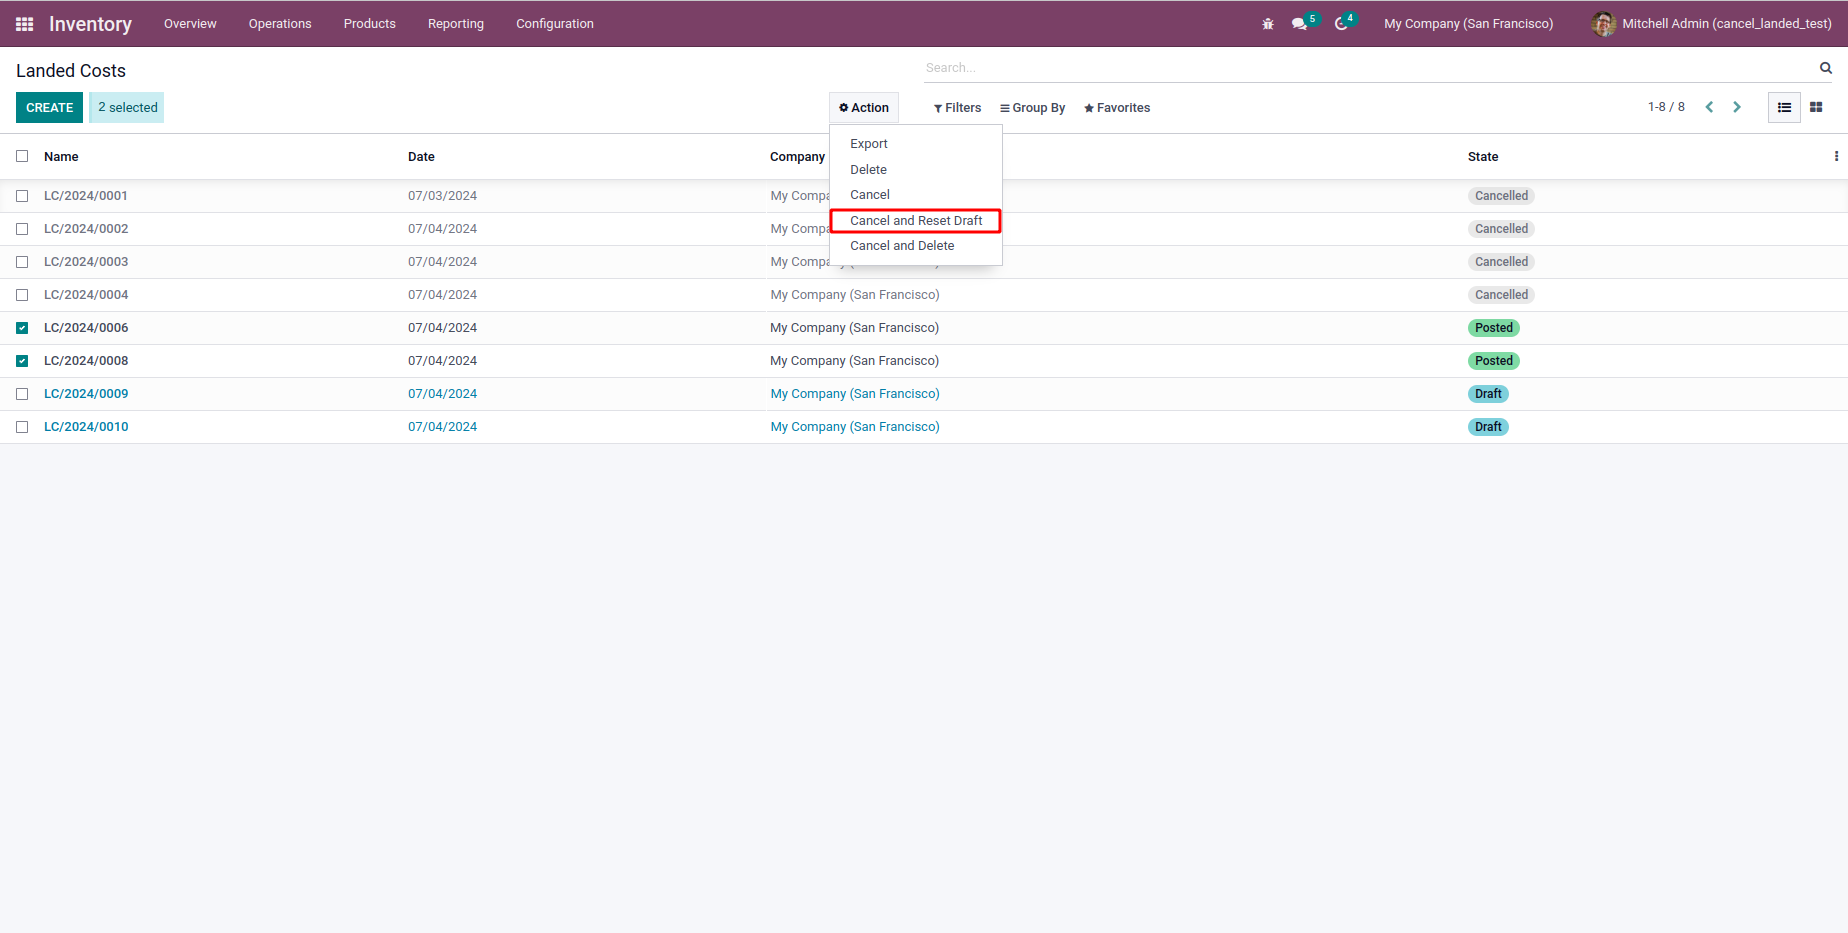 Inventory Overview Operations Products Reporting Configuration 5 4 My Company (San Francisco) Mitchell Admin (cancel_landed_test)
Landed Costs Search...
CREATE 2 selected Action Filters Group By Favorites 1-8 / 8
Export
Delete
Cancel
Cancel and Reset Draft
Cancel and Delete
Name Date Company State
LC/2024/0001 07/03/2024 My Compa Cancelled
LC/2024/0002 07/04/2024 My Compa Cancelled
LC/2024/0003 07/04/2024 My Compa Cancelled
LC/2024/0004 07/04/2024 My Company (San Francisco) Cancelled
LC/2024/0006 07/04/2024 My Company (San Francisco) Posted
LC/2024/0008 07/04/2024 My Company (San Francisco) Posted
LC/2024/0009 07/04/2024 My Company (San Francisco) Draft
LC/2024/0010 07/04/2024 My Company (San Francisco) Draft